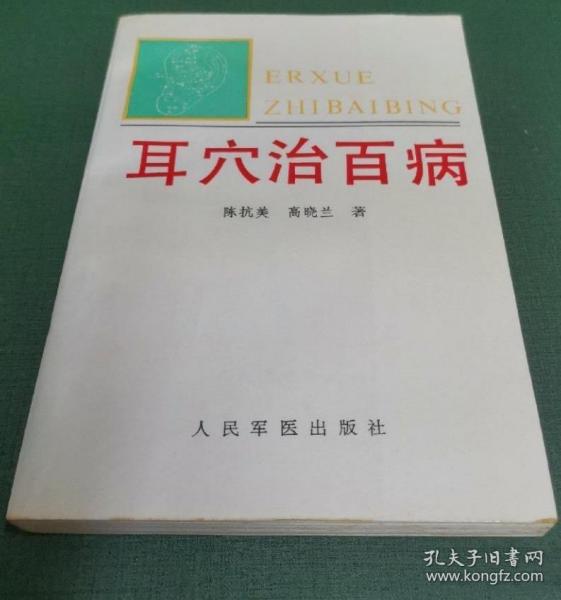 ERXUE
ZHIBAIBING
耳穴治百病
陈抗美 高晓兰 著
人民军医出版社
孔夫子旧书网
www.kongfz.com